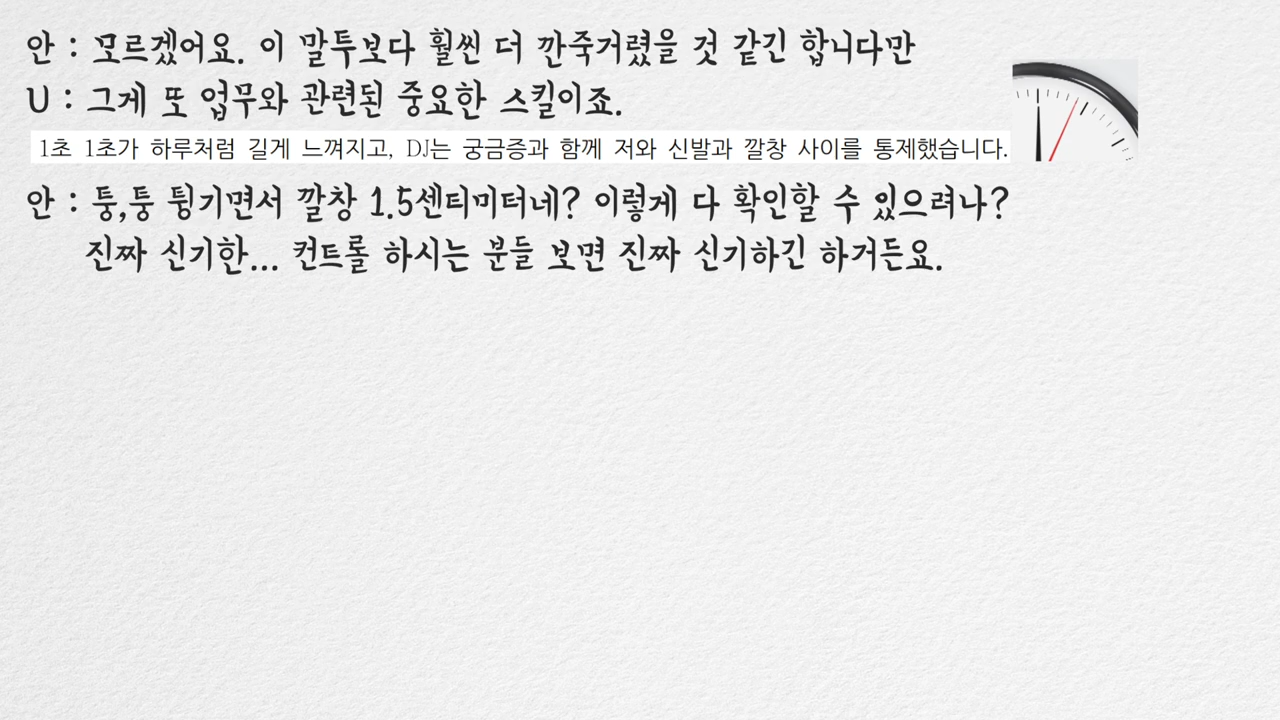 안 : 모르겠어요. 이 말투보다 훨씬 더 깐죽거렸을 것 같긴 합니다만
U : 그게 또 업무와 관련된 중요한 스킬이죠.
1초 1초가 하루처럼 길게 느껴지고, DJ는 궁금증과 함께 저와 신발과 깔창 사이를 통제했습니다.
안 : 퉁,퉁 튕기면서 깔창 1.5센티미터네? 이렇게 다 확인할 수 있으려나?
진짜 신기한... 컨트롤 하시는 분들 보면 진짜 신기하긴 하거든요.